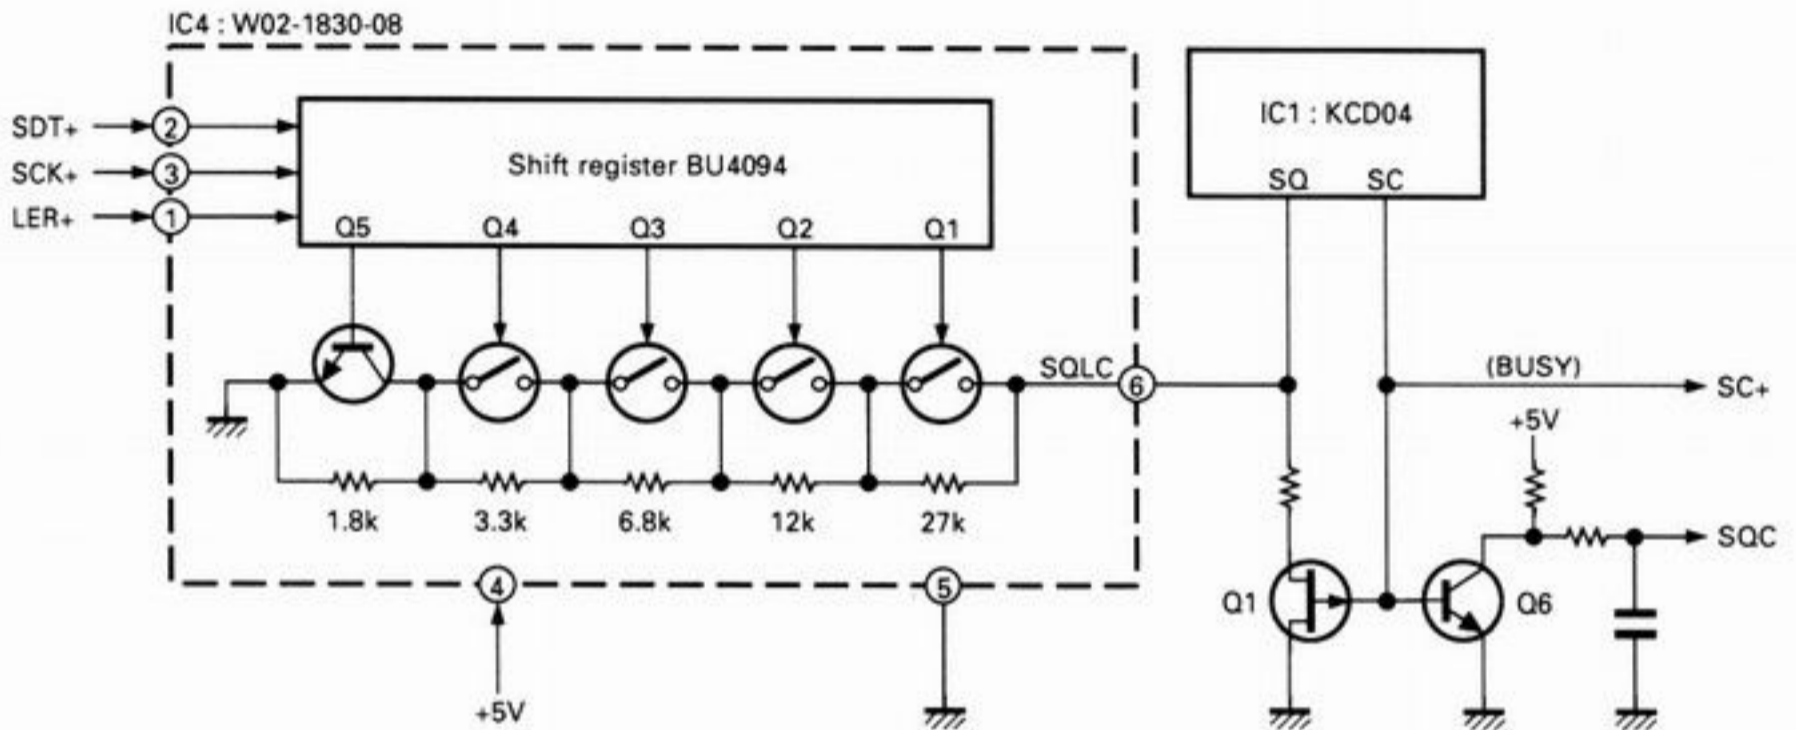 IC4 : W02-1830-08
IC1 : KCD04
SDT+
2
SCK+
3
LER+
1
Shift register BU4094
Q5 Q4 Q3 Q2 Q1
SQ SC
SQLC
6
(BUSY)
SC+
+5V
1.8k 3.3k 6.8k 12k 27k
SQC
4
5
Q1
Q6
+5V